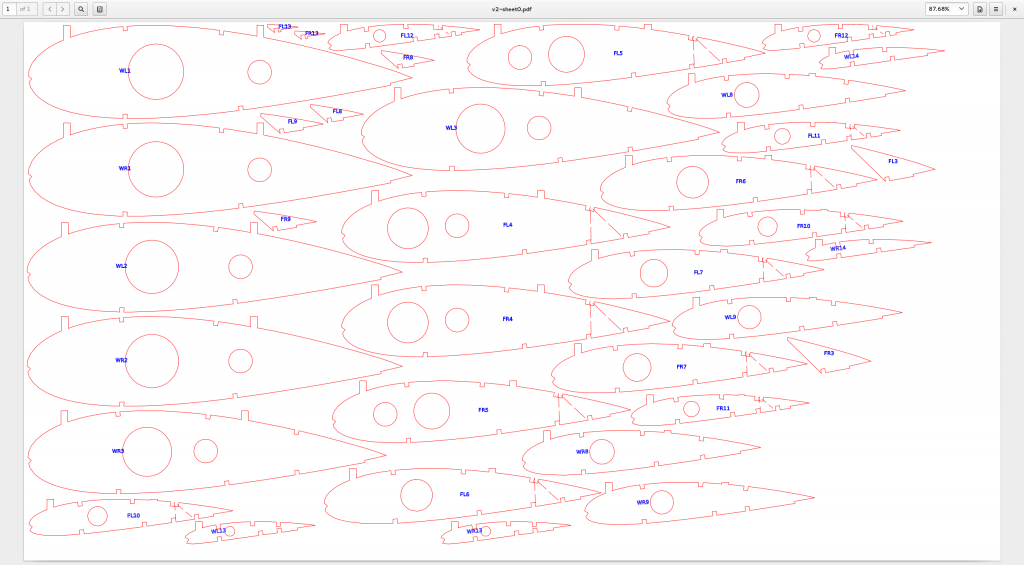 1 of 1
v2-sheet0.pdf
87.68%
FL13
FR13
FL12
FR12
WL1
FR8
FL5
WL14
WL8
FL8
FL9
WL3
FL11
FL3
WR1
FR6
FR9
FL4
FR10
WR14
WL2
FL7
FR4
WL9
WR2
FR7
FR3
FR5
FR11
WR3
WR8
FL6
WR9
FL10
WL13
WR13